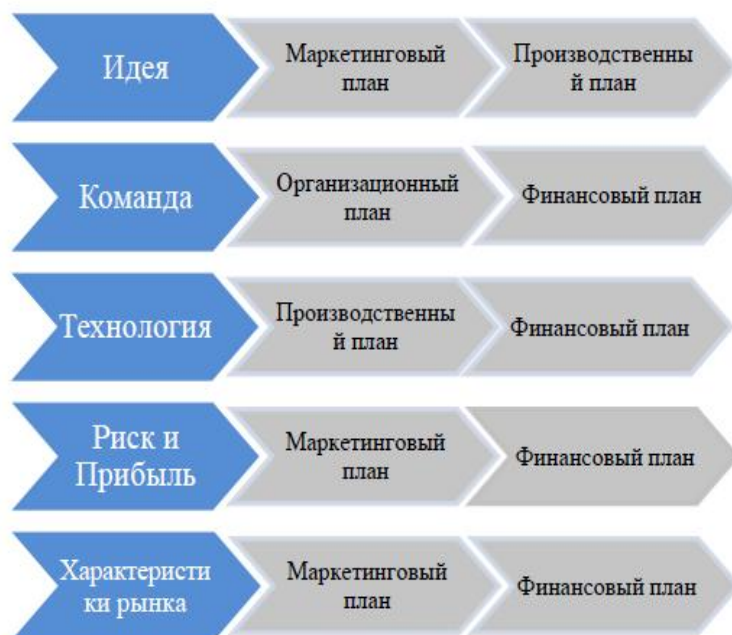 Идея
Маркетинговый
план
Производственны
й план
Команда
Организационный
план
Финансовый план
Технология
Производственны
й план
Финансовый план
Риск и
Прибыль
Маркетинговый
план
Финансовый план
Характеристи
ки рынка
Маркетинговый
план
Финансовый план